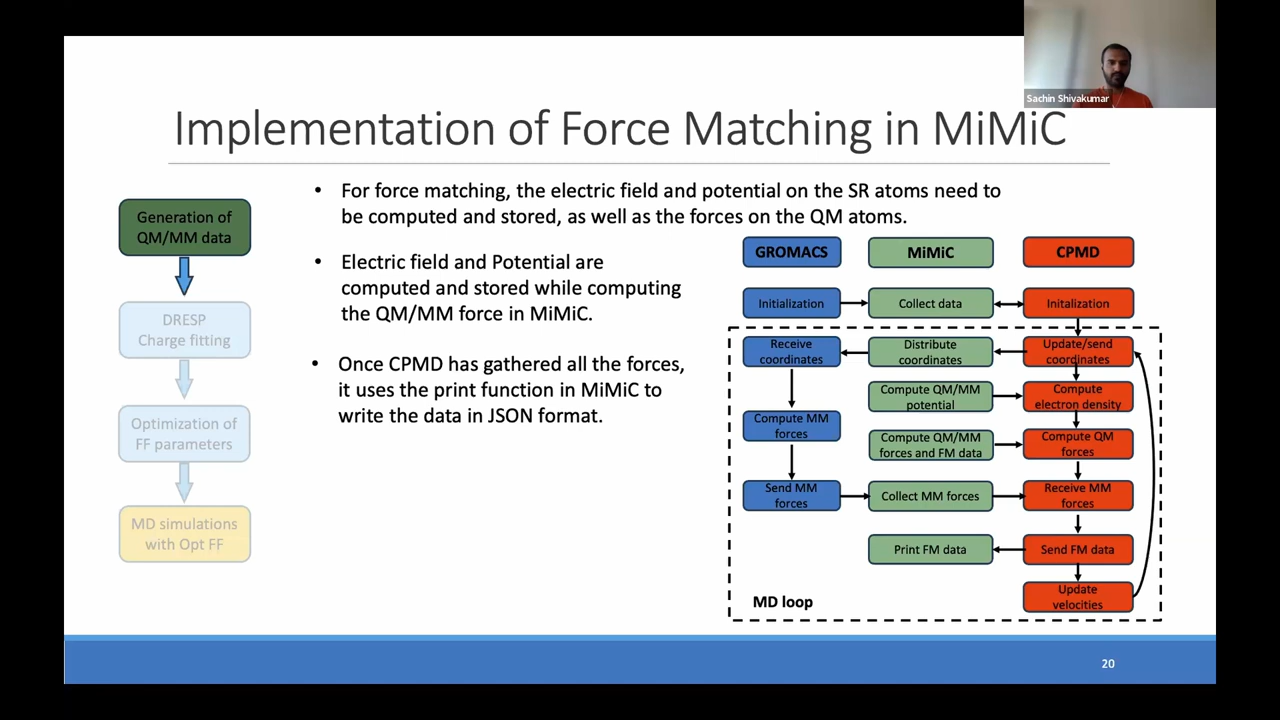 Sachin Shivakumar
Implementation of Force Matching in MiMiC
• For force matching, the electric field and potential on the SR atoms need to
be computed and stored, as well as the forces on the QM atoms.
• Electric field and Potential are
computed and stored while computing
the QM/MM force in MiMiC.
• Once CPMD has gathered all the forces,
it uses the print function in MiMiC to
write the data in JSON format.
Generation of
QM/MM data
DRESP
Charge fitting
Optimization of
FF parameters
MD simulations
with Opt FF
GROMACS
MiMiC
CPMD
Initialization
Collect data
Initalization
Receive
coordinates
Distribute
coordinates
Update/send
coordinates
Compute QM/MM
potential
Compute
electron density
Compute MM
forces
Compute QM/MM
forces and FM data
Compute QM
forces
Send MM
forces
Collect MM forces
Receive MM
forces
Print FM data
Send FM data
Update
velocities
MD loop
20